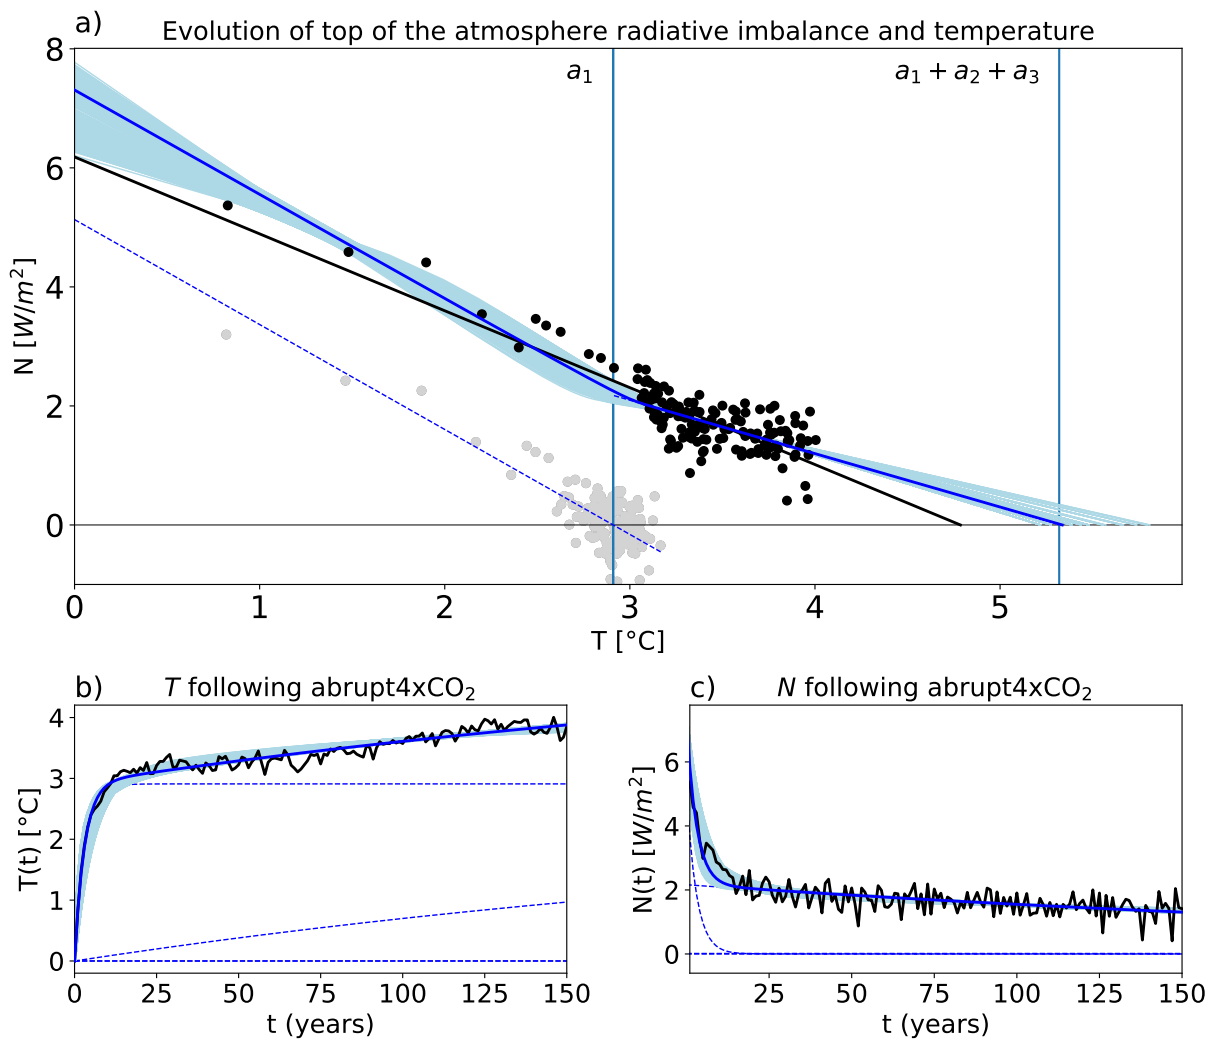 a)
Evolution of top of the atmosphere radiative imbalance and temperature
a₁
a₁ + a₂ + a₃
8
6
4
2
0
N [W/m²]
0 1 2 3 4 5
T [°C]
b)
T following abrupt4xCO₂
4
3
2
1
0
T(t) [°C]
0 25 50 75 100 125 150
t (years)
c)
N following abrupt4xCO₂
6
4
2
0
N(t) [W/m²]
25 50 75 100 125 150
t (years)